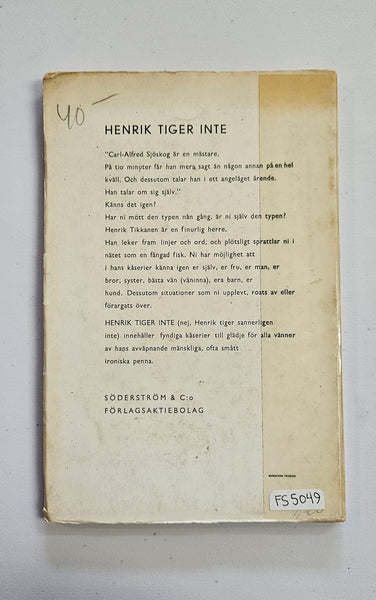 40 —
HENRIK TIGER INTE
"Carl-Alfred Sjöskog är en mästare.
På tio minuter får han mera sagt än någon annan på en hel
kväll. Och dessutom talar han i ett angeläget ärende.
Han talar om sig själv."
Känns det igen?
Har ni mött den typen nån gång, är ni själv den typen?
Henrik Tikkanen är en finurlig herre.
Han leker fram linjer och ord, och plötsligt sprattlar ni i
nätet som en fångad fisk. Ni har möjlighet att
i hans kåserier känna igen er själv, er fru, er man, er
bror, syster, bästa vän (väninna), era barn, er
hund. Dessutom situationer som ni upplevt, roats av eller
förargats över.
HENRIK TIGER INTE (nej, Henrik tiger sannerligen
inte) innehåller fyndiga kåserier till glädje för alla vänner
av hans avväpnande mänskliga, ofta smått
ironiska penna.
SÖDERSTRÖM & C:o
FÖRLAGSAKTIEBOLAG
FS5049